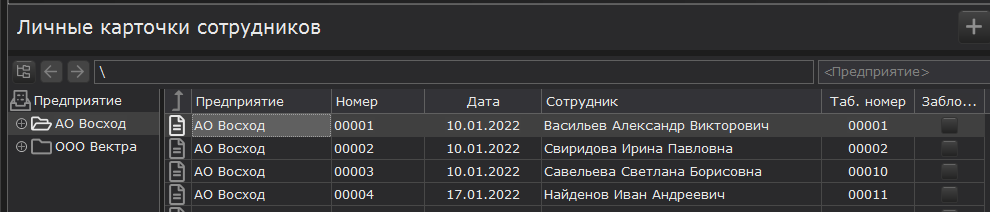 Личные карточки сотрудников
+
\ <Предприятие>
Предприятие Предприятие Номер Дата Сотрудник Таб. номер Забло...
АО Восход АО Восход 00001 10.01.2022 Васильев Александр Викторович 00001
ООО Вектра АО Восход 00002 10.01.2022 Свиридова Ирина Павловна 00002
АО Восход 00003 10.01.2022 Савельева Светлана Борисовна 00010
АО Восход 00004 17.01.2022 Найденов Иван Андреевич 00011